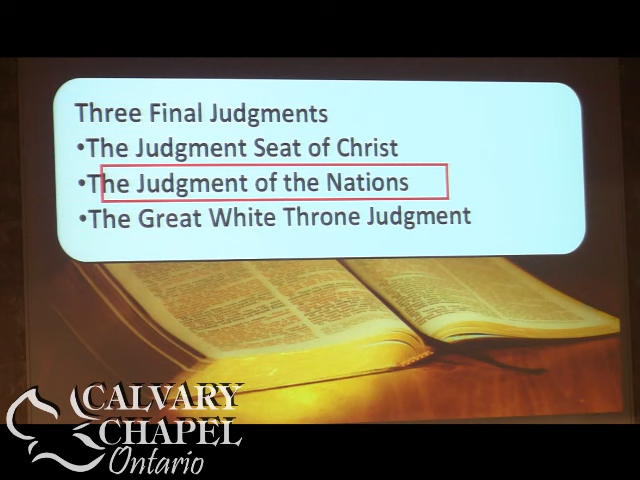 Three Final Judgments
•The Judgment Seat of Christ
•The Judgment of the Nations
•The Great White Throne Judgment
CALVARY
CHAPEL
Ontario